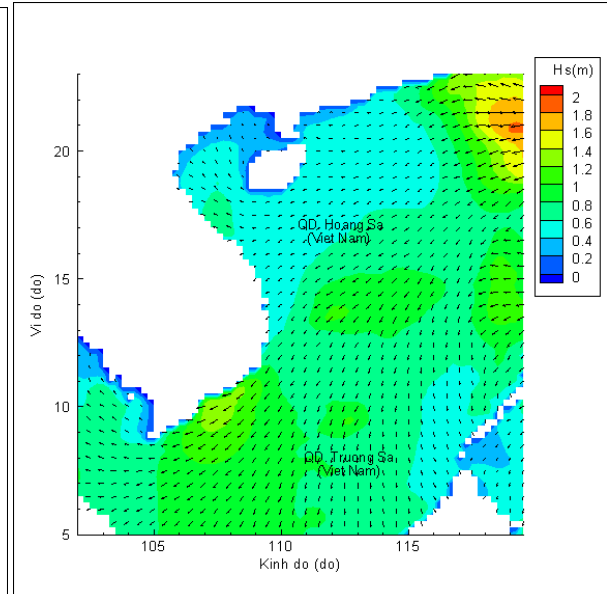 Hs(m)
2
1.8
1.6
1.4
1.2
1
0.8
0.6
0.4
0.2
0
20
15
10
5
Vi do (do)
QD. Hoang Sa
(Viet Nam)
QD. Truong Sa
(Viet Nam)
105
110
115
Kinh do (do)